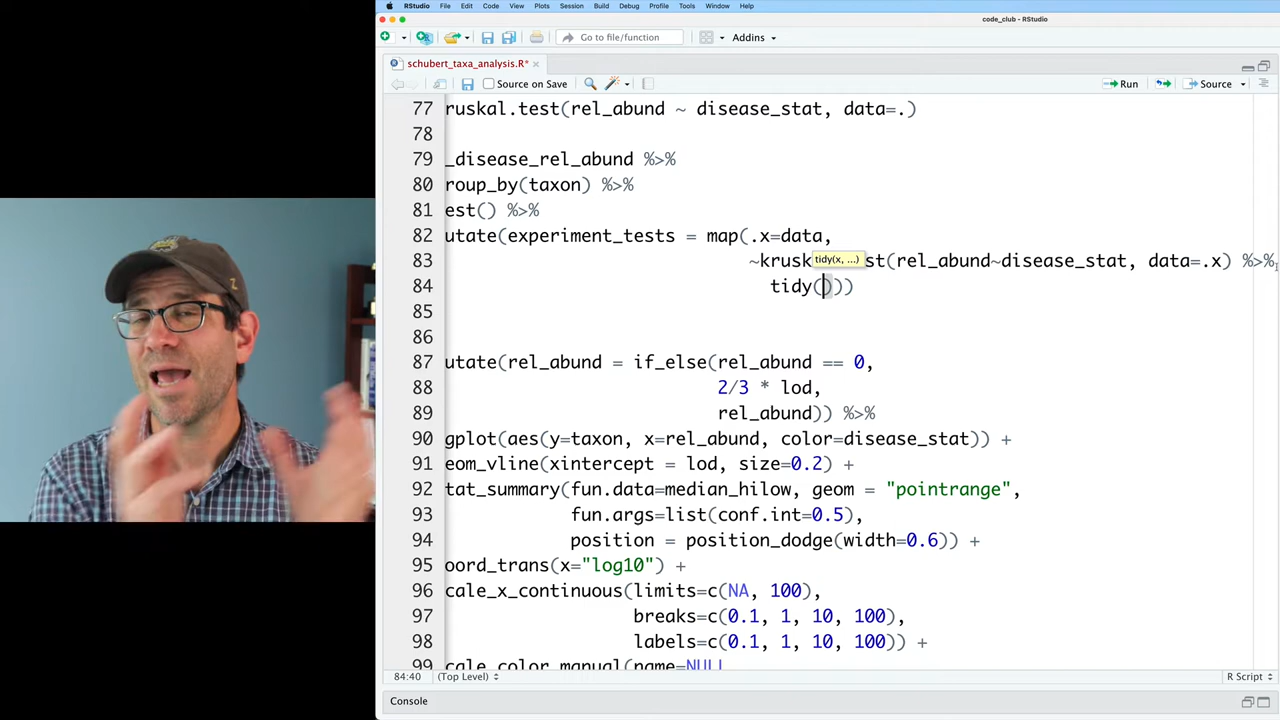 RStudio File Edit Code View Plots Session Build Debug Profile Tools Window Help
code_club - RStudio
Go to file/function Addins
schubert_taxa_analysis.R*
Source on Save Run Source
77 ruskal.test(rel_abund ~ disease_stat, data=.)
78
79 _disease_rel_abund %>%
80 roup_by(taxon) %>%
81 est() %>%
82 utate(experiment_tests = map(.x=data,
tidy(x, ...)
83 ~krusk st(rel_abund~disease_stat, data=.x) %>%
84 tidy()))
85
86
87 utate(rel_abund = if_else(rel_abund == 0,
88 2/3 * lod,
89 rel_abund)) %>%
90 gplot(aes(y=taxon, x=rel_abund, color=disease_stat)) +
91 eom_vline(xintercept = lod, size=0.2) +
92 tat_summary(fun.data=median_hilow, geom = "pointrange",
93 fun.args=list(conf.int=0.5),
94 position = position_dodge(width=0.6)) +
95 oord_trans(x="log10") +
96 cale_x_continuous(limits=c(NA, 100),
97 breaks=c(0.1, 1, 10, 100),
98 labels=c(0.1, 1, 10, 100)) +
99 cale_color_manual(name=NULL
84:40 (Top Level) R Script
Console